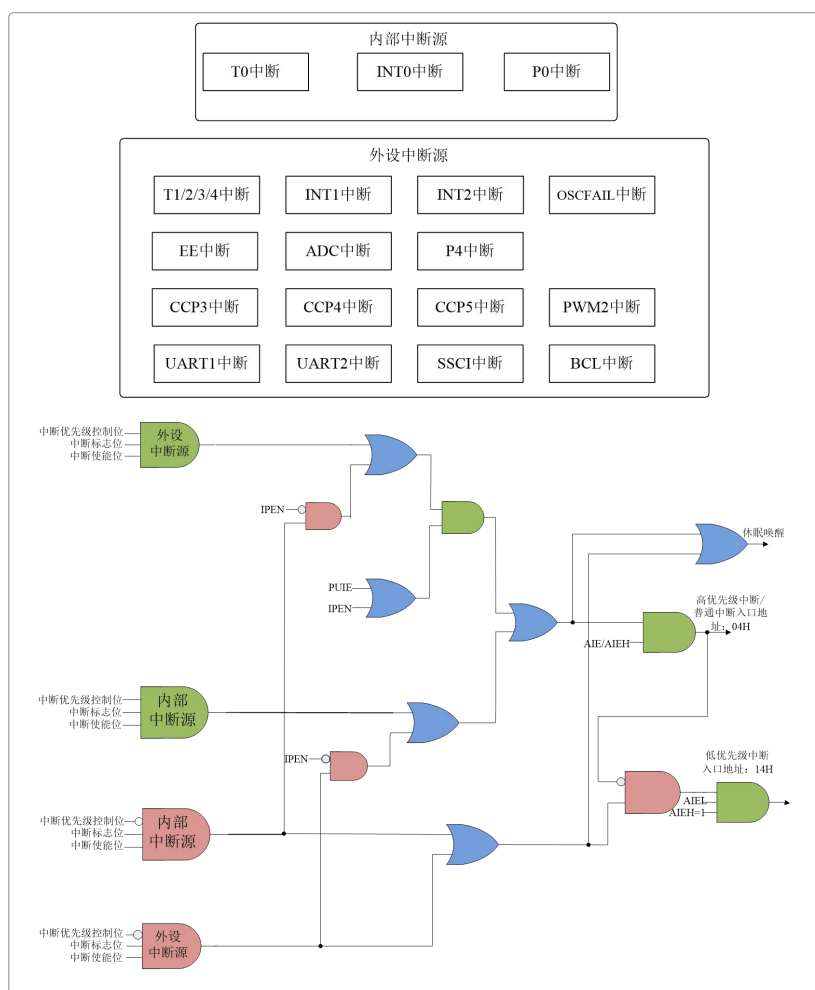 内部中断源
T0中断
INT0中断
P0中断
外设中断源
T1/2/3/4中断
INT1中断
INT2中断
OSCFAIL中断
EE中断
ADC中断
P4中断
CCP3中断
CCP4中断
CCP5中断
PWM2中断
UART1中断
UART2中断
SSCI中断
BCL中断
中断优先级控制位
中断标志位
中断使能位
外设
中断源
IPEN
PUIE
IPEN
休眠唤醒
高优先级中断/
普通中断入口地
址：04H
AIE/AIEH
中断优先级控制位
中断标志位
中断使能位
内部
中断源
IPEN
低优先级中断
入口地址：14H
AIEL
AIEH=1
中断优先级控制位
中断标志位
中断使能位
内部
中断源
中断优先级控制位
中断标志位
中断使能位
外设
中断源